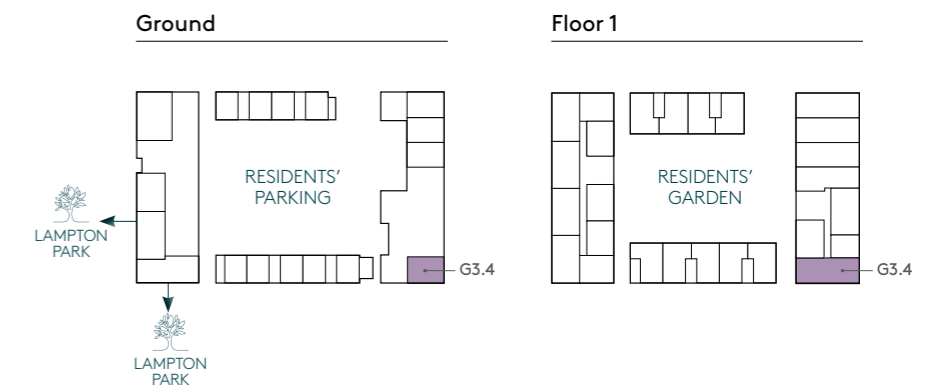 Ground
Floor 1
RESIDENTS’
PARKING
RESIDENTS’
GARDEN
LAMPTON
PARK
G3.4
G3.4
LAMPTON
PARK